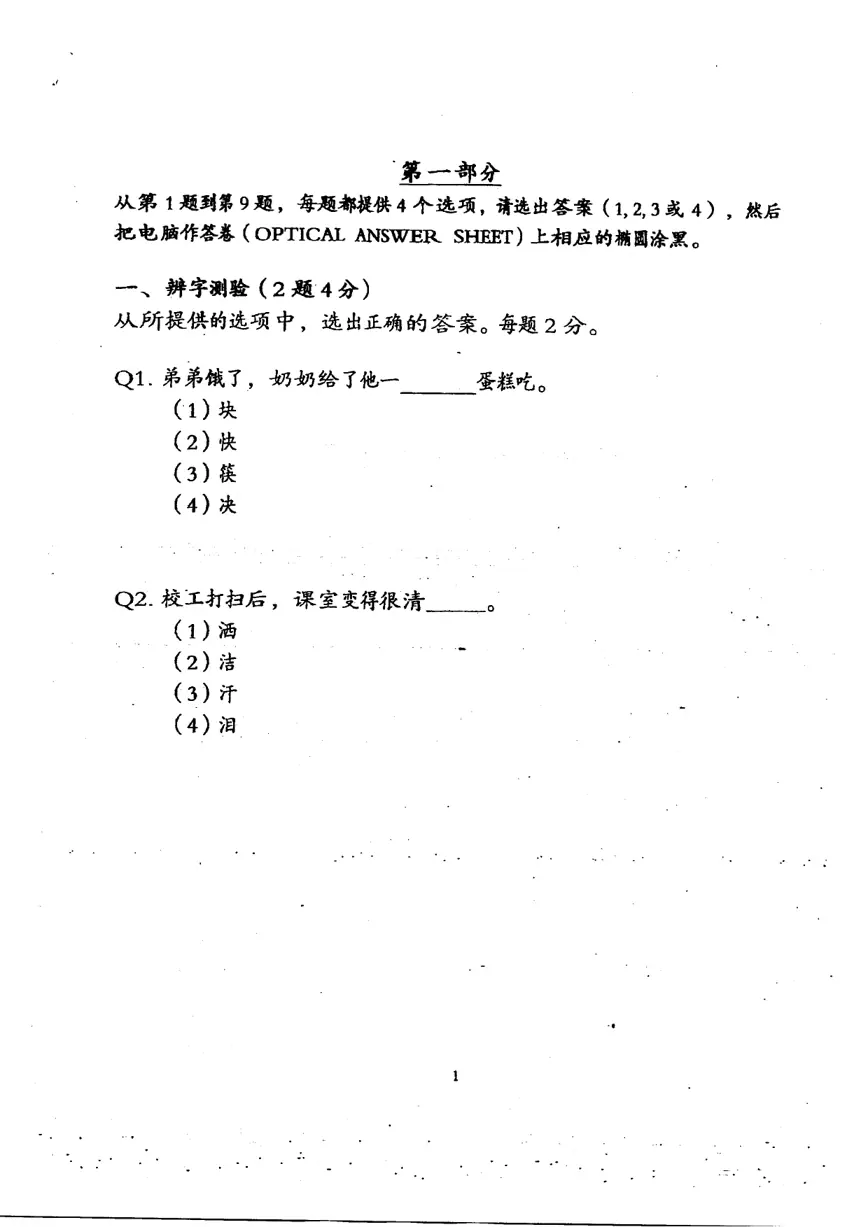 第一部分
从第 1 题到第 9 题，每题都提供 4 个选项，请选出答案（1, 2, 3 或 4），然后
把电脑作答卷（OPTICAL ANSWER SHEET）上相应的椭圆涂黑。
一、辨字测验（2 题 4 分）
从所提供的选项中，选出正确的答案。每题 2 分。
Q1. 弟弟饿了，奶奶给了他一______蛋糕吃。
（1）块
（2）快
（3）筷
（4）决
Q2. 校工打扫后，课室变得很清_____。
（1）洒
（2）洁
（3）汗
（4）泪
1